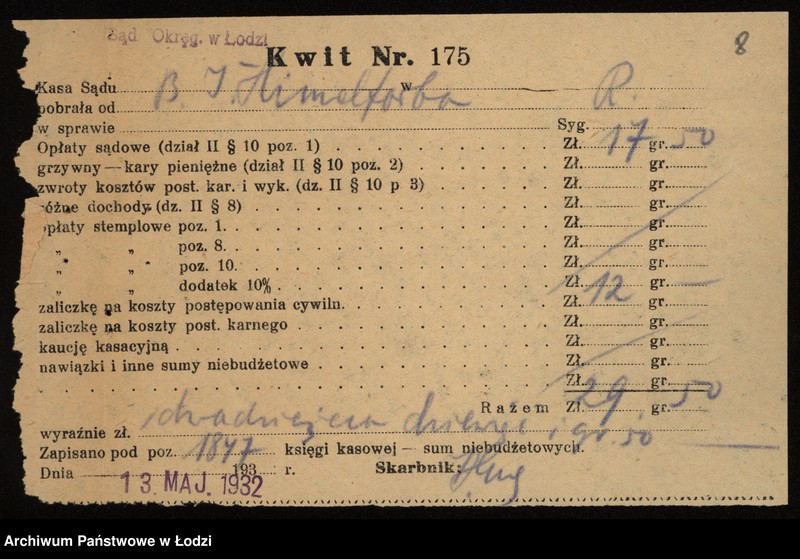 Sąd Okręg. w Łodzi
8
Kwit Nr. 175
Kasa Sądu w
pobrała od B. I. Himelfarba R.
w sprawie Syg.
Opłaty sądowe (dział II § 10 poz. 1) Zł. 17 gr. 50
grzywny—kary pieniężne (dział II § 10 poz. 2) Zł. gr.
zwroty kosztów post. kar. i wyk. (dz. II § 10 p 3) Zł. gr.
różne dochody (dz. II § 8) Zł. gr.
opłaty stemplowe poz. 1. Zł. gr.
„ „ poz. 8. Zł. gr.
„ „ poz. 10. Zł. gr.
„ „ dodatek 10% Zł. gr.
zaliczkę na koszty postępowania cywiln. Zł. 12 gr. —
zaliczkę na koszty post. karnego Zł. gr.
kaucję kasacyjną Zł. gr.
nawiązki i inne sumy niebudżetowe Zł. gr.
Zł. gr.
Razem Zł. 29 gr. 50
wyraźnie zł. dwadzieścia dziewięć gr. 50
Zapisano pod poz. 1847 księgi kasowej — sum niebudżetowych.
Dnia 193 r. Skarbnik:
13 MAJ. 1932
Archiwum Państwowe w Łodzi